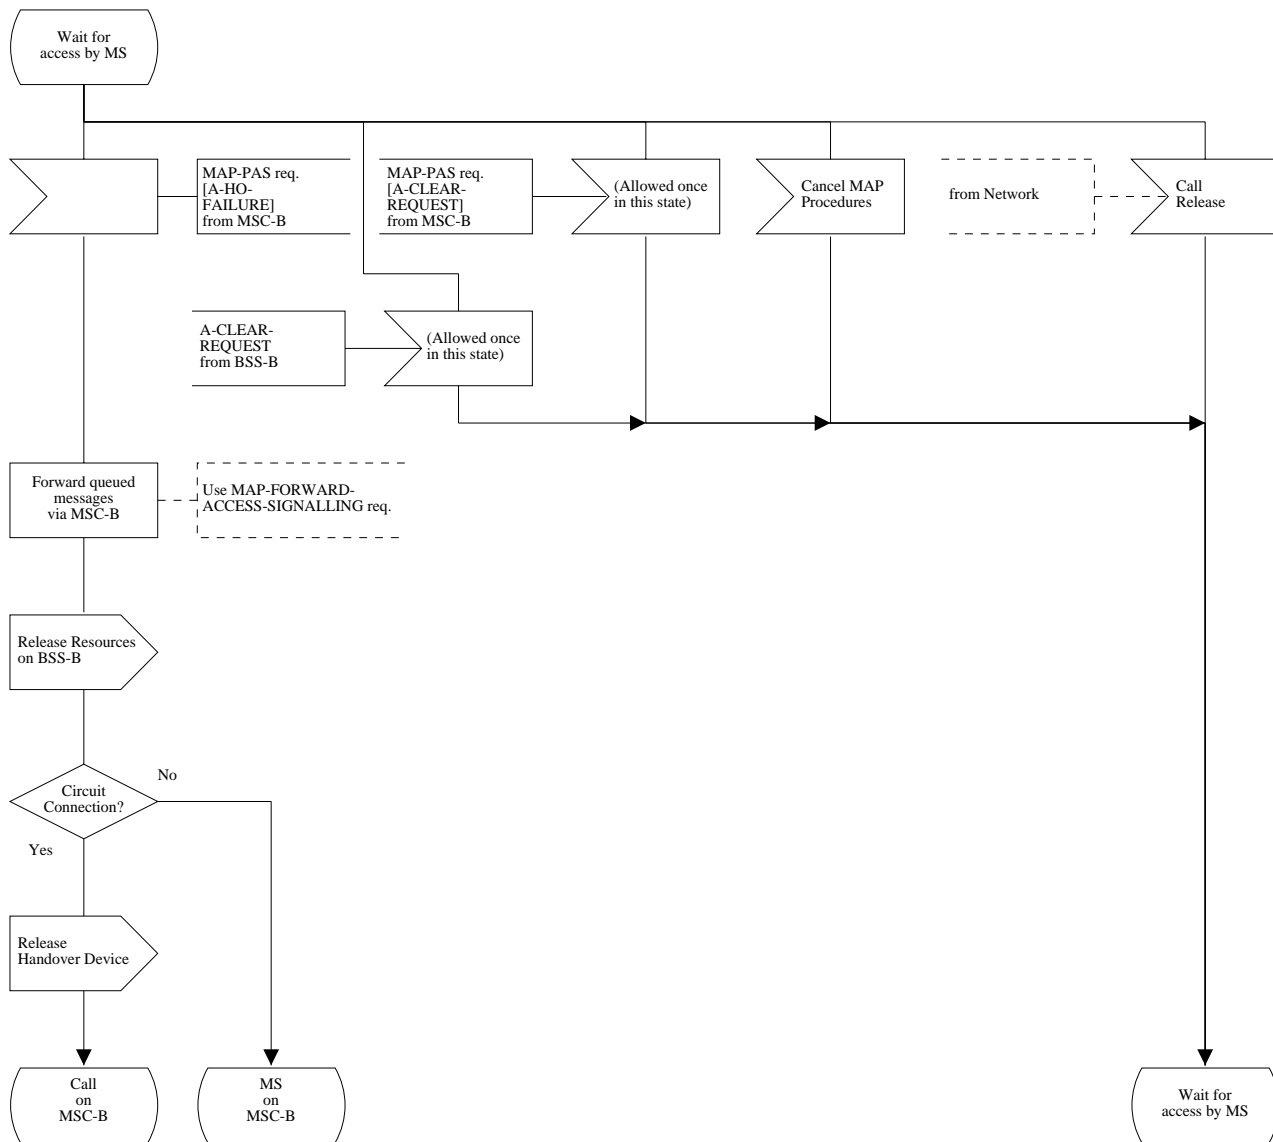 Wait for
access by MS
MAP-PAS req.
[A-HO-
FAILURE]
from MSC-B
MAP-PAS req.
[A-CLEAR-
REQUEST]
from MSC-B
(Allowed once
in this state)
Cancel MAP
Procedures
from Network
Call
Release
A-CLEAR-
REQUEST
from BSS-B
(Allowed once
in this state)
Forward queued
messages
via MSC-B
Use MAP-FORWARD-
ACCESS-SIGNALLING req.
Release Resources
on BSS-B
No
Circuit
Connection?
Yes
Release
Handover Device
Call
on
MSC-B
MS
on
MSC-B
Wait for
access by MS